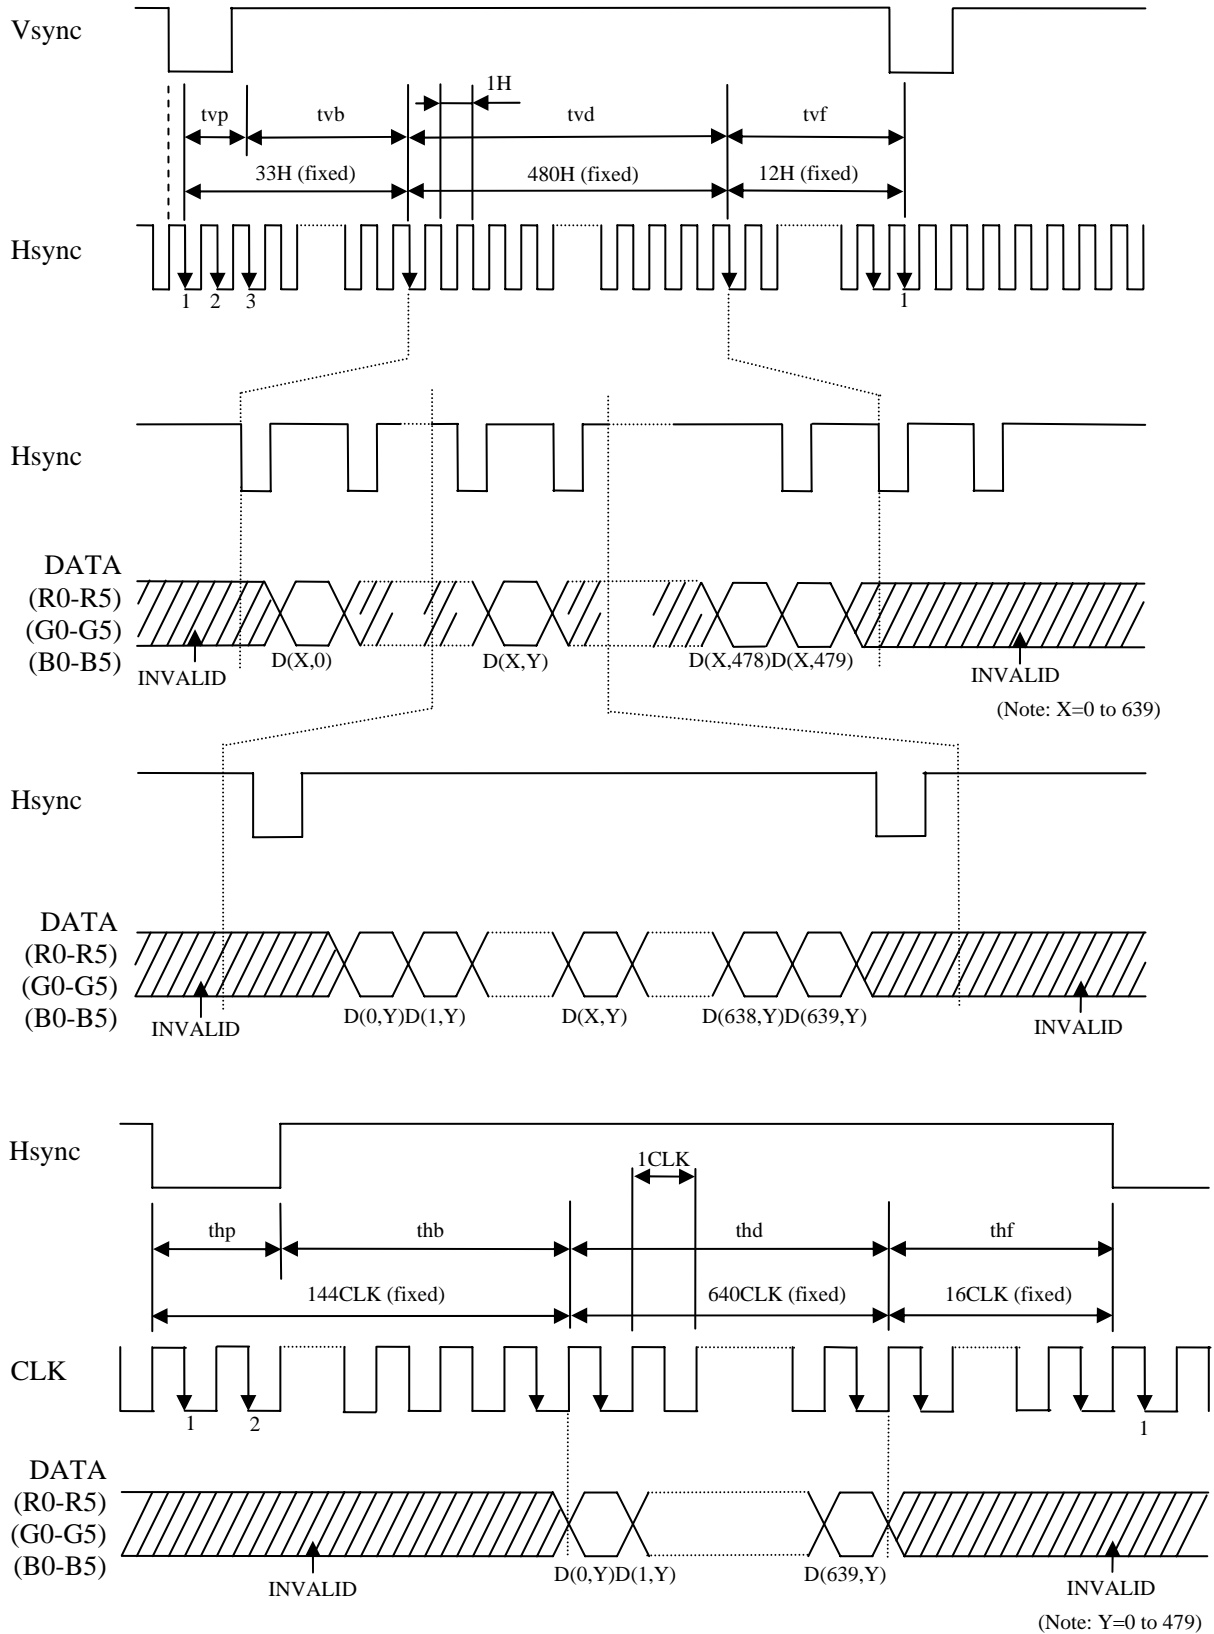 Vsync
1H
tvp
tvb
tvd
tvf
33H (fixed)
480H (fixed)
12H (fixed)
Hsync
1
2
3
1
Hsync
DATA
(R0-R5)
(G0-G5)
(B0-B5)
D(X,0)
D(X,Y)
D(X,478)D(X,479)
INVALID
INVALID
(Note: X=0 to 639)
Hsync
DATA
(R0-R5)
(G0-G5)
(B0-B5)
INVALID
D(0,Y)D(1,Y)
D(X,Y)
D(638,Y)D(639,Y)
INVALID
Hsync
1CLK
thp
thb
thd
thf
144CLK (fixed)
640CLK (fixed)
16CLK (fixed)
CLK
1
2
1
DATA
(R0-R5)
(G0-G5)
(B0-B5)
D(0,Y)D(1,Y)
D(639,Y)
INVALID
INVALID
(Note: Y=0 to 479)